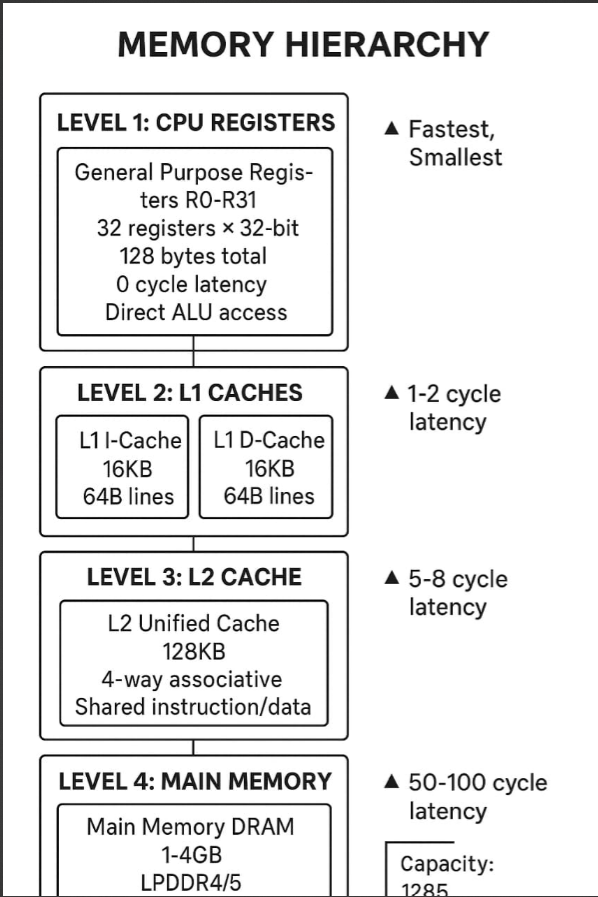 MEMORY HIERARCHY
LEVEL 1: CPU REGISTERS
General Purpose Regis-
ters R0-R31
32 registers × 32-bit
128 bytes total
0 cycle latency
Direct ALU access
▲ Fastest,
Smallest
LEVEL 2: L1 CACHES
L1 I-Cache
16KB
64B lines
L1 D-Cache
16KB
64B lines
▲ 1-2 cycle
latency
LEVEL 3: L2 CACHE
L2 Unified Cache
128KB
4-way associative
Shared instruction/data
▲ 5-8 cycle
latency
LEVEL 4: MAIN MEMORY
Main Memory DRAM
1-4GB
LPDDR4/5
▲ 50-100 cycle
latency
Capacity:
1285